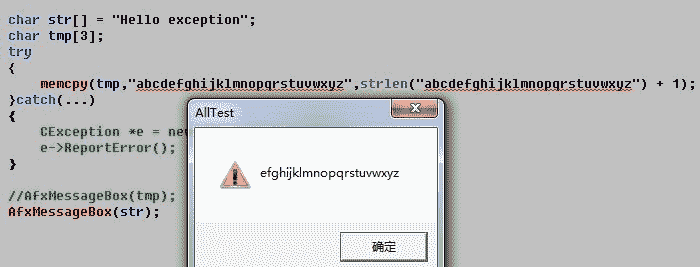 char str[] = "Hello exception";
char tmp[3];
try
{
memcpy(tmp,"abcdefghijklmnopqrstuvwxyz",strlen("abcdefghijklmnopqrstuvwxyz") + 1);
}catch(...)
{
CException *e = new
e->ReportError();
}
//AfxMessageBox(tmp);
AfxMessageBox(str);
AllTest
efghijklmnopqrstuvwxyz
确定